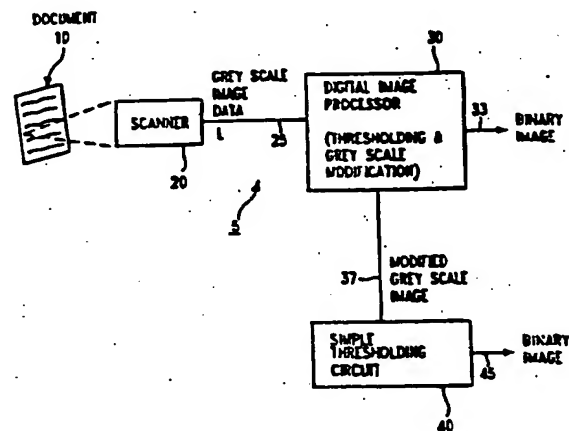 DOCUMENT
10
SCANNER
20
GREY SCALE
IMAGE
DATA
L
25
5
30
DIGITAL IMAGE
PROCESSOR
(THRESHOLDING &
GREY SCALE
MODIFICATION)
33
BINARY
IMAGE
37
MODIFIED
GREY SCALE
IMAGE
SIMPLE
THRESHOLDING
CIRCUIT
40
45
BINARY
IMAGE